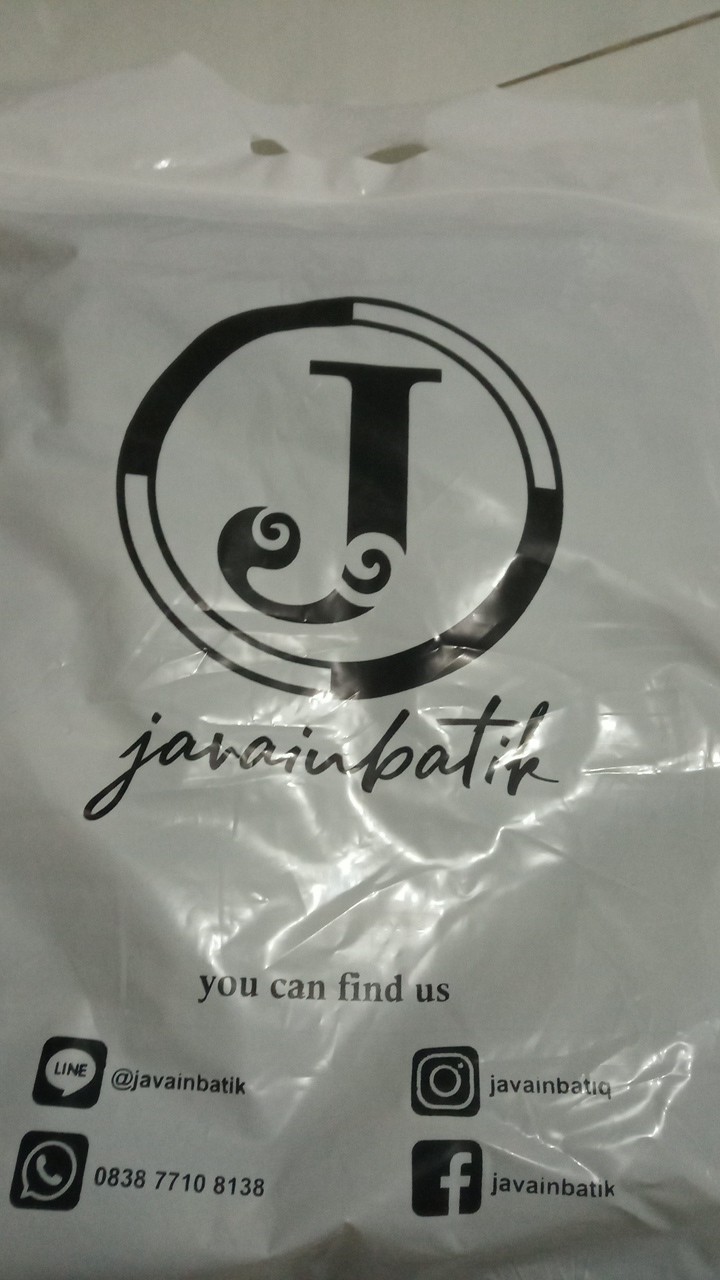 J
javainbatik
you can find us
LINE @javainbatik
javainbatiq
0838 7710 8138
f javainbatik